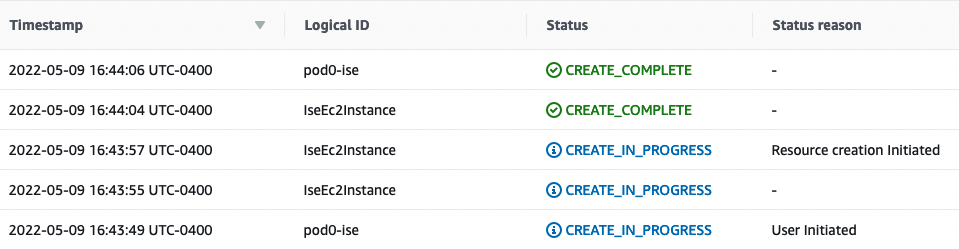 Timestamp Logical ID Status Status reason
2022-05-09 16:44:06 UTC-0400 pod0-ise CREATE_COMPLETE -
2022-05-09 16:44:04 UTC-0400 IseEc2Instance CREATE_COMPLETE -
2022-05-09 16:43:57 UTC-0400 IseEc2Instance CREATE_IN_PROGRESS Resource creation Initiated
2022-05-09 16:43:55 UTC-0400 IseEc2Instance CREATE_IN_PROGRESS -
2022-05-09 16:43:49 UTC-0400 pod0-ise CREATE_IN_PROGRESS User Initiated